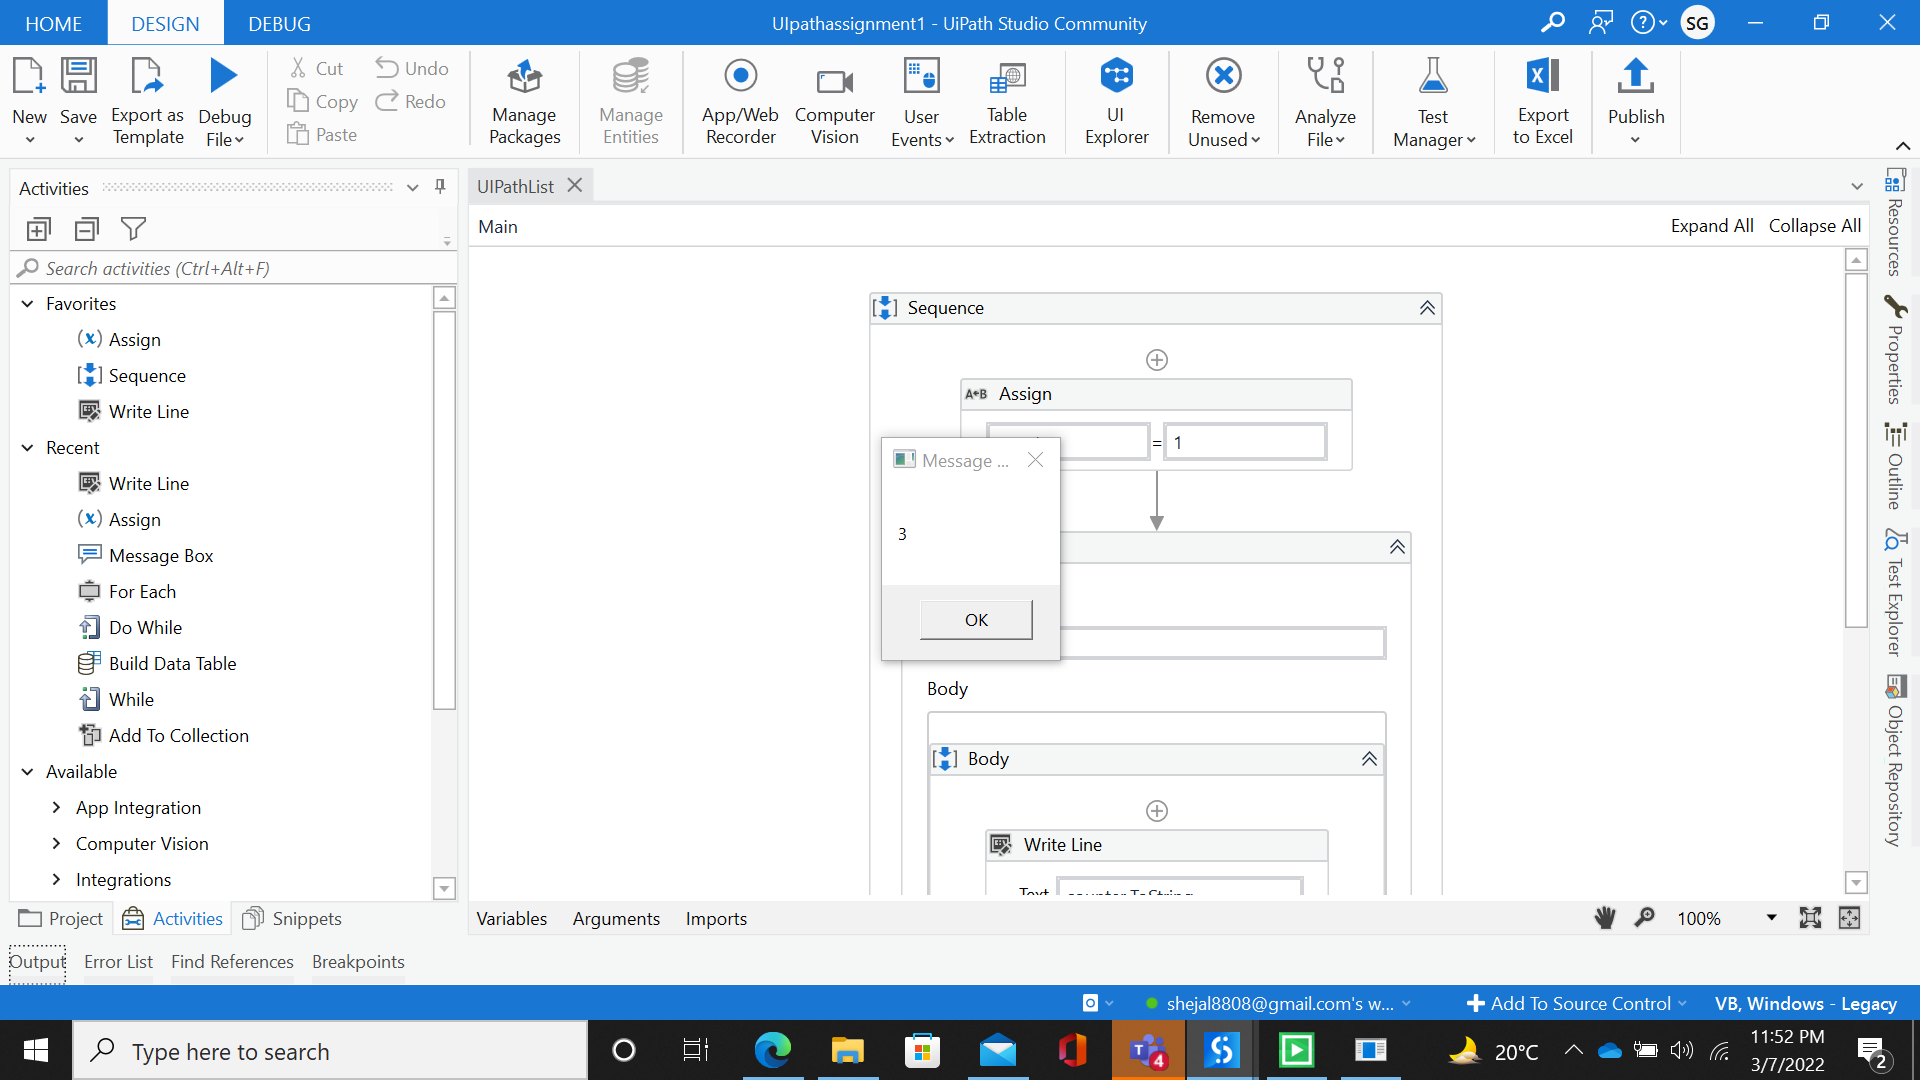 HOME DESIGN DEBUG UIpathassignment1 - UiPath Studio Community SG
New Save Export as Template Debug File
Cut Copy Paste Undo Redo
Manage Packages
Manage Entities
App/Web Recorder
Computer Vision
User Events
Table Extraction
UI Explorer
Remove Unused
Analyze File
Test Manager
Export to Excel
Publish
Activities
Search activities (Ctrl+Alt+F)
Favorites
Assign
Sequence
Write Line
Recent
Write Line
Assign
Message Box
For Each
Do While
Build Data Table
While
Add To Collection
Available
App Integration
Computer Vision
Integrations
Project Activities Snippets
UIPathList
Main Expand All Collapse All
Sequence
A B Assign
= 1
Message ...
3
OK
Body
Body
Write Line
Text counter.ToString
Variables Arguments Imports 100%
Resources
Properties
Outline
Test Explorer
Object Repository
Output Error List Find References Breakpoints
shejal8808@gmail.com's w... Add To Source Control VB, Windows - Legacy
Type here to search
4
20°C
11:52 PM
3/7/2022
2